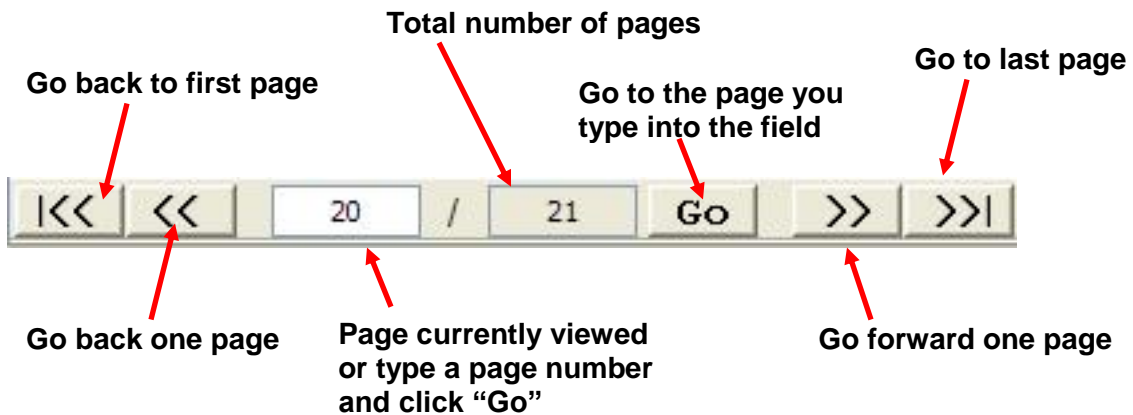 Total number of pages
Go to last page
Go back to first page
Go to the page you
type into the field
|<< << 20 / 21 Go >> >>|
Go back one page
Page currently viewed
or type a page number
and click “Go”
Go forward one page